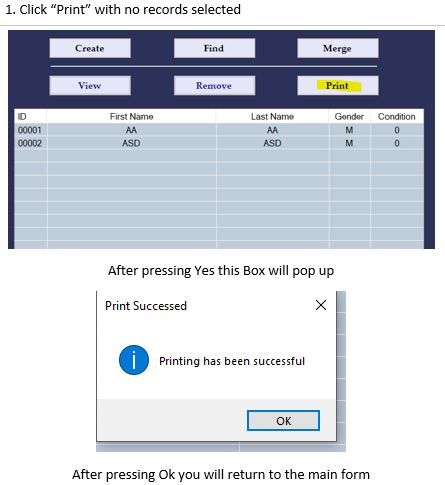 1. Click “Print” with no records selected
Create Find Merge
View Remove Print
ID First Name Last Name Gender Condition
00001 AA AA M 0
00002 ASD ASD M 0
After pressing Yes this Box will pop up
Print Successed
Printing has been successful
OK
After pressing Ok you will return to the main form